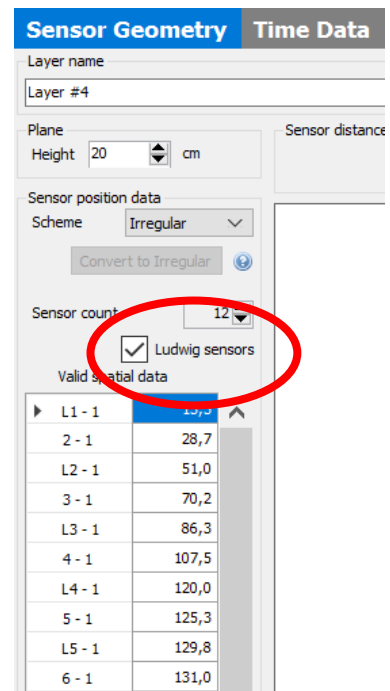 Sensor Geometry Time Data
Layer name
Layer #4
Plane
Height 20 cm
Sensor distance
Sensor position data
Scheme Irregular
Convert to Irregular
Sensor count 12
Ludwig sensors
Valid spatial data
L1 - 1
2 - 1 28,7
L2 - 1 51,0
3 - 1 70,2
L3 - 1 86,3
4 - 1 107,5
L4 - 1 120,0
5 - 1 125,3
L5 - 1 129,8
6 - 1 131,0